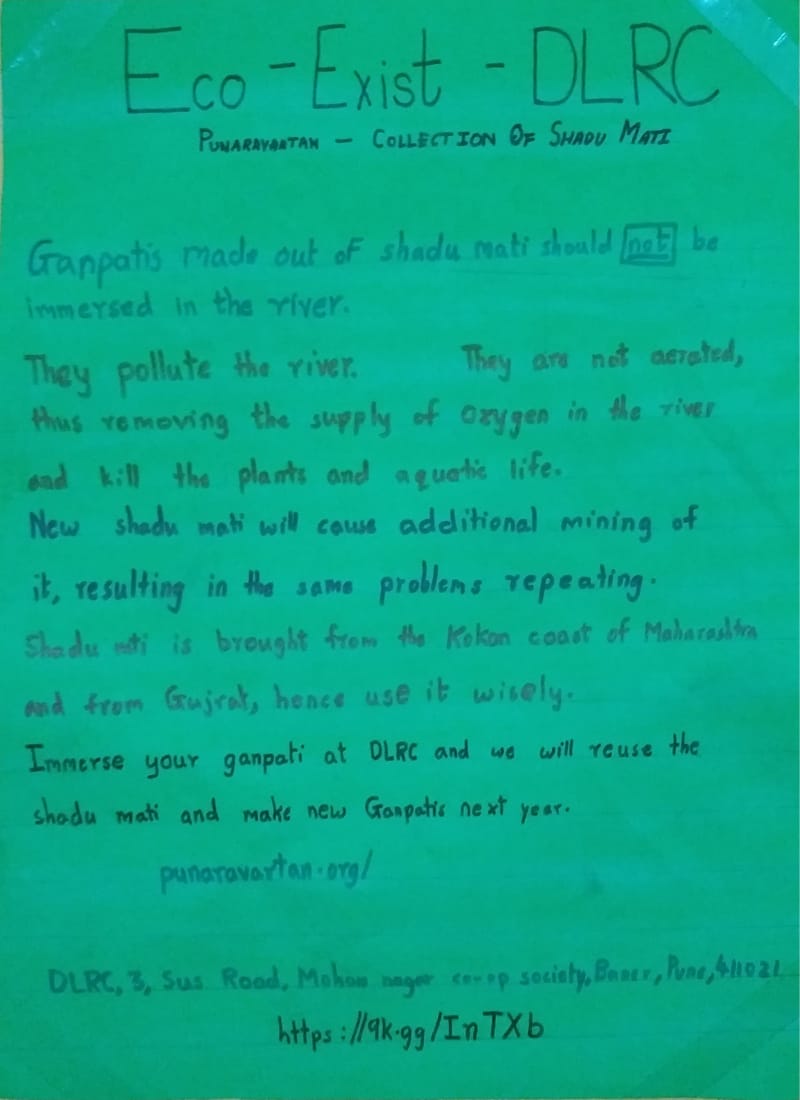 Eco - Exist - DLRC
PUNARAVARTAN - COLLECTION OF SHADU MATI
Ganpatis made out of shadu mati should not be
immersed in the river.
They pollute the river. They are not aerated,
thus removing the supply of oxygen in the river
and kill the plants and aquatic life.
New shadu mati will cause additional mining of
it, resulting in the same problems repeating.
Shadu mti is brought from the Kokan coast of Maharashtra
and from Gujrat, hence use it wisely.
Immerse your ganpati at DLRC and we will reuse the
shadu mati and make new Ganpatis next year.
punaravartan.org/
DLRC, 3, Sus Road, Mohan nagar co-op society, Baner, Pune, 411021
https://qk.gg/InTXb